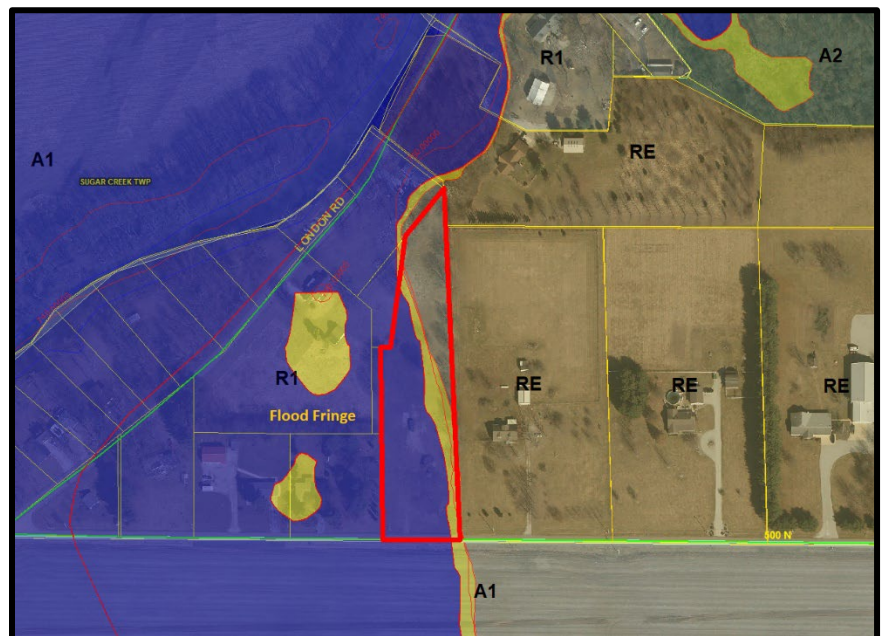 R1
A2
A1
RE
SUGAR CREEK TWP
LONDON RD
R1
RE
RE
RE
Flood Fringe
500 N
A1